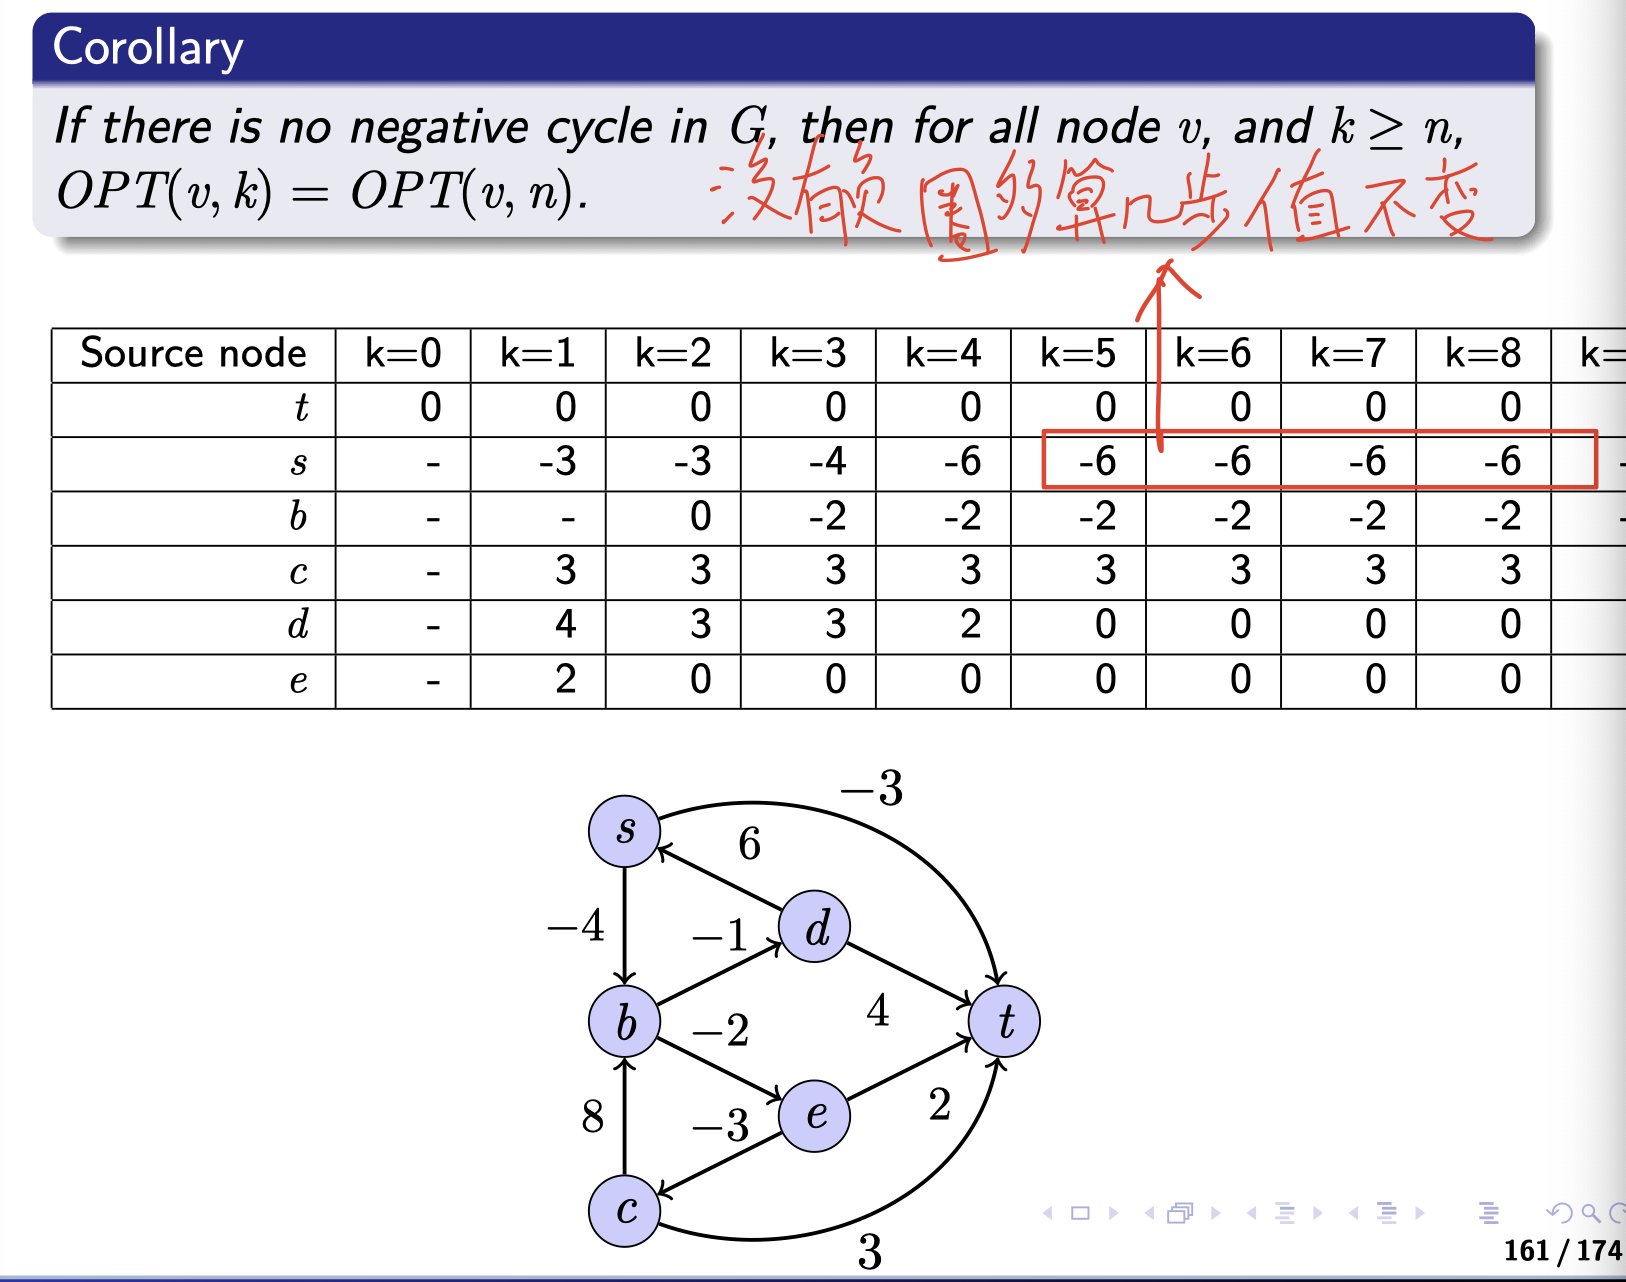 Corollary
If there is no negative cycle in G, then for all node v, and k ≥ n,
OPT(v, k) = OPT(v, n).
没有负圈的算几步值不变
Source node k=0 k=1 k=2 k=3 k=4 k=5 k=6 k=7 k=8 k=
t 0 0 0 0 0 0 0 0 0
s - -3 -3 -4 -6 -6 -6 -6 -6 -
b - - 0 -2 -2 -2 -2 -2 -2 -
c - 3 3 3 3 3 3 3 3
d - 4 3 3 2 0 0 0 0
e - 2 0 0 0 0 0 0 0
−3
s
6
−4
−1
d
b
−2
4
t
8
−3
e
2
c
3
161 / 174